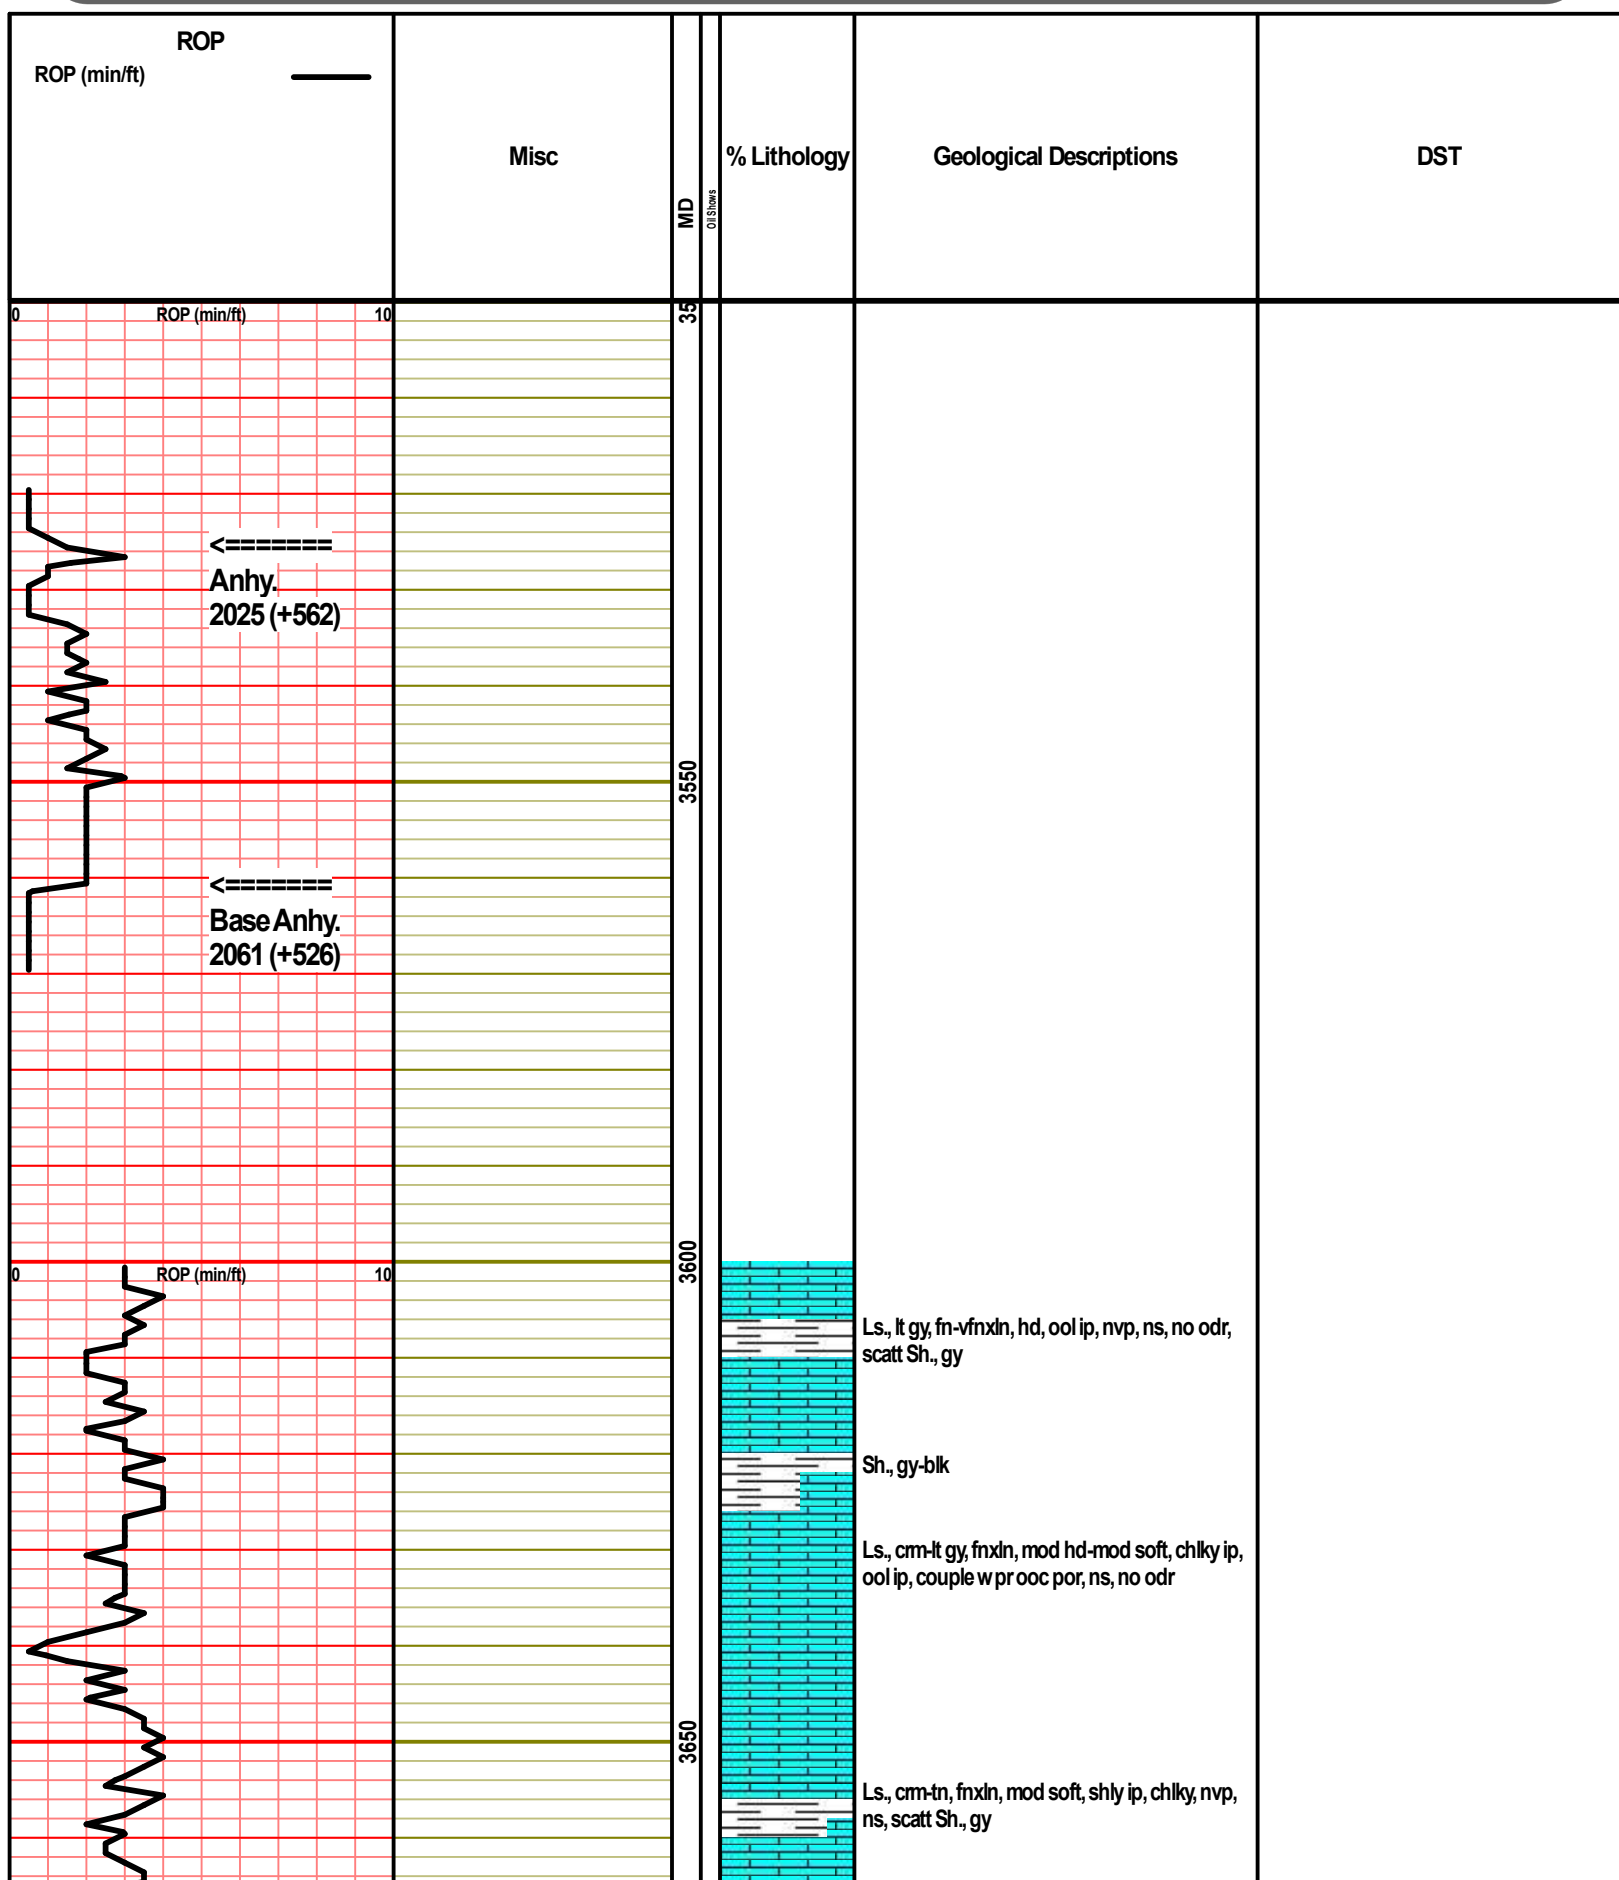 ROP
ROP (min/ft)
Misc
MD
Oil Shows
% Lithology
Geological Descriptions
DST
0 ROP (min/ft) 10
35
<=======
Anhy.
2025 (+562)
3550
<=======
Base Anhy.
2061 (+526)
3600
0 ROP (min/ft) 10
Ls., lt gy, fn-vfnxln, hd, ool ip, nvp, ns, no odr,
scatt Sh., gy
Sh., gy-blk
Ls., crm-lt gy, fnxln, mod hd-mod soft, chlky ip,
ool ip, couple w pr ooc por, ns, no odr
3650
Ls., crm-tn, fnxln, mod soft, shly ip, chlky, nvp,
ns, scatt Sh., gy